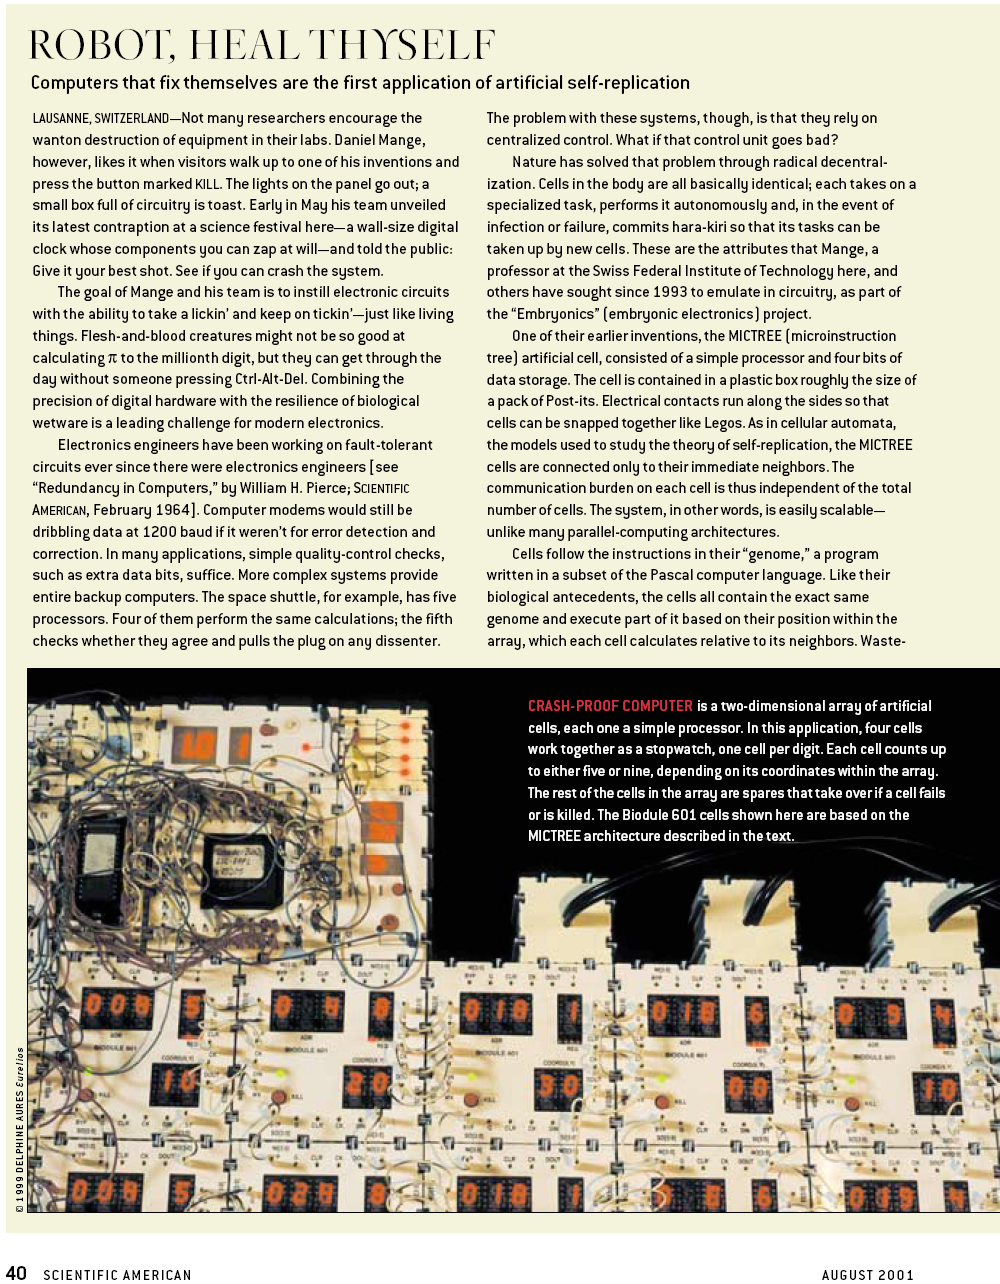 ROBOT, HEAL THYSELF
Computers that fix themselves are the first application of artificial self-replication
LAUSANNE, SWITZERLAND—Not many researchers encourage the
wanton destruction of equipment in their labs. Daniel Mange,
however, likes it when visitors walk up to one of his inventions and
press the button marked KILL. The lights on the panel go out; a
small box full of circuitry is toast. Early in May his team unveiled
its latest contraption at a science festival here—a wall-size digital
clock whose components you can zap at will—and told the public:
Give it your best shot. See if you can crash the system.
The goal of Mange and his team is to instill electronic circuits
with the ability to take a lickin’ and keep on tickin’—just like living
things. Flesh-and-blood creatures might not be so good at
calculating π to the millionth digit, but they can get through the
day without someone pressing Ctrl-Alt-Del. Combining the
precision of digital hardware with the resilience of biological
wetware is a leading challenge for modern electronics.
Electronics engineers have been working on fault-tolerant
circuits ever since there were electronics engineers [see
“Redundancy in Computers,” by William H. Pierce; SCIENTIFIC
AMERICAN, February 1964]. Computer modems would still be
dribbling data at 1200 baud if it weren’t for error detection and
correction. In many applications, simple quality-control checks,
such as extra data bits, suffice. More complex systems provide
entire backup computers. The space shuttle, for example, has five
processors. Four of them perform the same calculations; the fifth
checks whether they agree and pulls the plug on any dissenter.
The problem with these systems, though, is that they rely on
centralized control. What if that control unit goes bad?
Nature has solved that problem through radical decentral-
ization. Cells in the body are all basically identical; each takes on a
specialized task, performs it autonomously and, in the event of
infection or failure, commits hara-kiri so that its tasks can be
taken up by new cells. These are the attributes that Mange, a
professor at the Swiss Federal Institute of Technology here, and
others have sought since 1993 to emulate in circuitry, as part of
the “Embryonics” (embryonic electronics) project.
One of their earlier inventions, the MICTREE (microinstruction
tree) artificial cell, consisted of a simple processor and four bits of
data storage. The cell is contained in a plastic box roughly the size of
a pack of Post-its. Electrical contacts run along the sides so that
cells can be snapped together like Legos. As in cellular automata,
the models used to study the theory of self-replication, the MICTREE
cells are connected only to their immediate neighbors. The
communication burden on each cell is thus independent of the total
number of cells. The system, in other words, is easily scalable—
unlike many parallel-computing architectures.
Cells follow the instructions in their “genome,” a program
written in a subset of the Pascal computer language. Like their
biological antecedents, the cells all contain the exact same
genome and execute part of it based on their position within the
array, which each cell calculates relative to its neighbors. Waste-
CRASH-PROOF COMPUTER is a two-dimensional array of artificial
cells, each one a simple processor. In this application, four cells
work together as a stopwatch, one cell per digit. Each cell counts up
to either five or nine, depending on its coordinates within the array.
The rest of the cells in the array are spares that take over if a cell fails
or is killed. The Biodule 601 cells shown here are based on the
MICTREE architecture described in the text.
BIODULE 601
KILL
10
20
30
00
10
018 1
018 6
© 1999 DELPHINE AURES Eurelios
40 SCIENTIFIC AMERICAN
AUGUST 2001